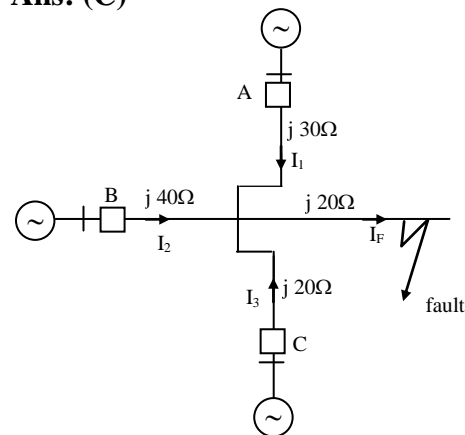 Ans: (C)
~
A
j 30Ω
I1
B
j 40Ω
j 20Ω
~
I2
IF
I3
j 20Ω
fault
C
~